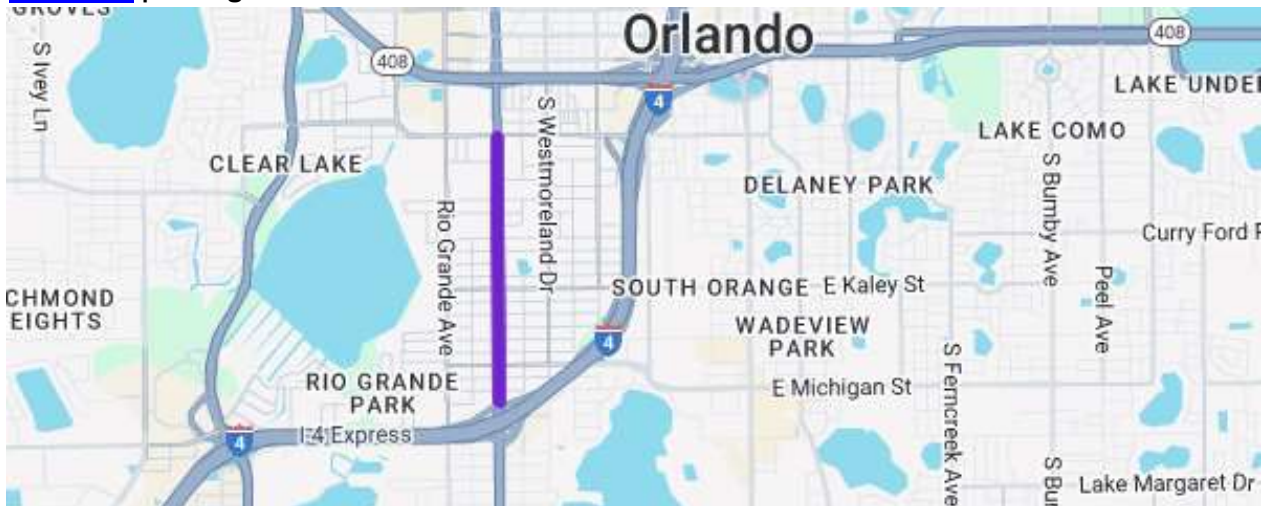 GROVES
Orlando
408
408
S Ivey Ln
4
LAKE UNDE
S Westmoreland Dr
LAKE COMO
CLEAR LAKE
DELANEY PARK
S Bumby Ave
Rio Grande Ave
Curry Ford
SOUTH ORANGE
E Kaley St
Peel Ave
CHMOND
EIGHTS
WADEVIEW
PARK
4
S Ferncreek Ave
RIO GRANDE
PARK
E Michigan St
I-4 Express
4
S Bu
Lake Margaret Dr